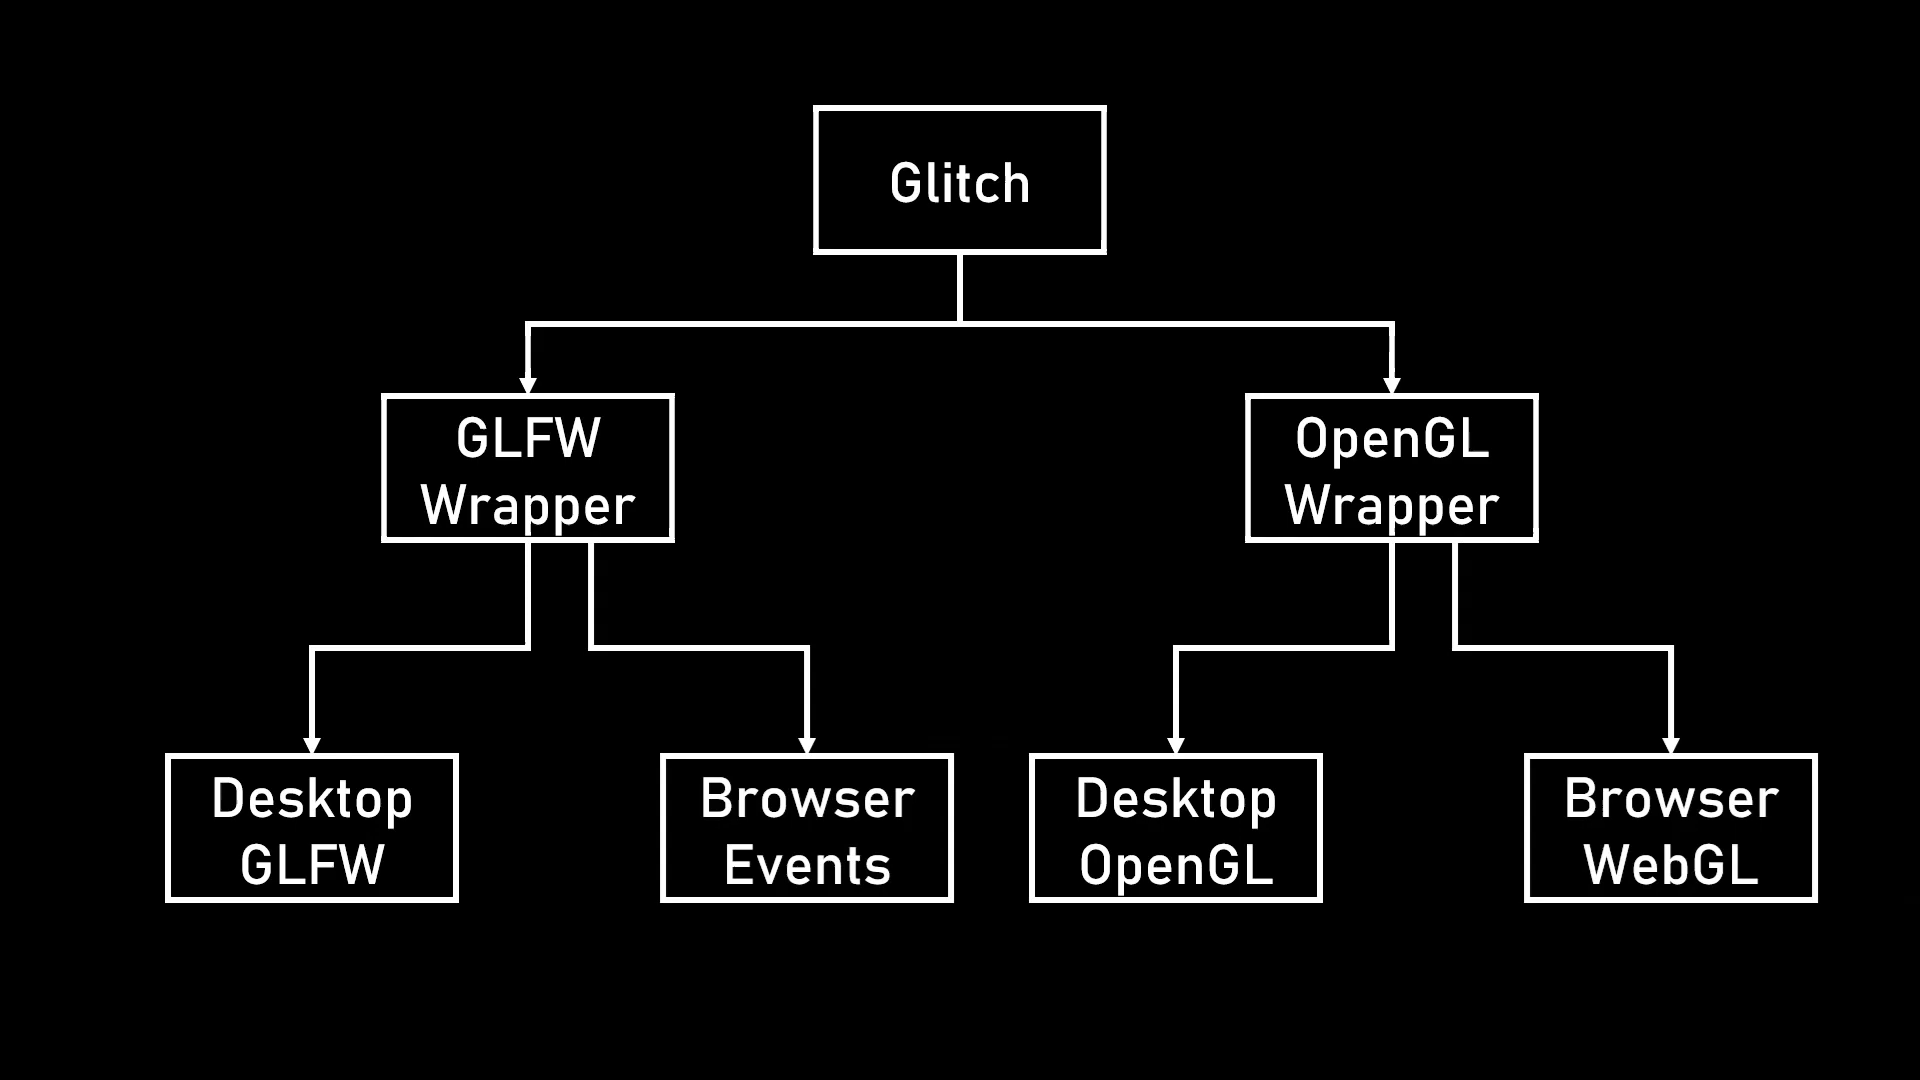 Glitch
GLFW
Wrapper
OpenGL
Wrapper
Desktop
GLFW
Browser
Events
Desktop
OpenGL
Browser
WebGL